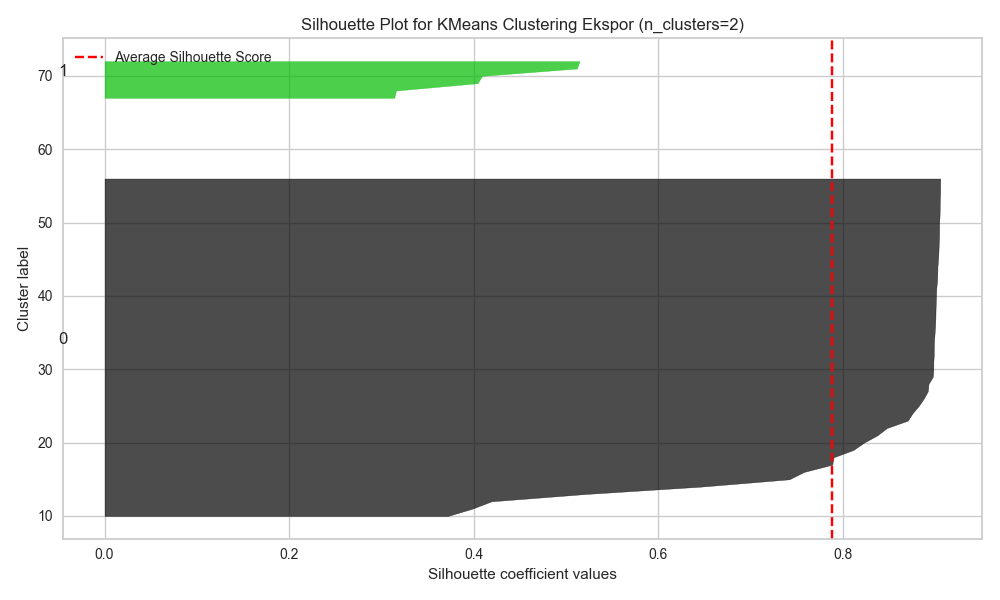 Silhouette Plot for KMeans Clustering Ekspor (n_clusters=2)
Average Silhouette Score
1
0
70
60
50
40
30
20
10
Cluster label
0.0 0.2 0.4 0.6 0.8
Silhouette coefficient values